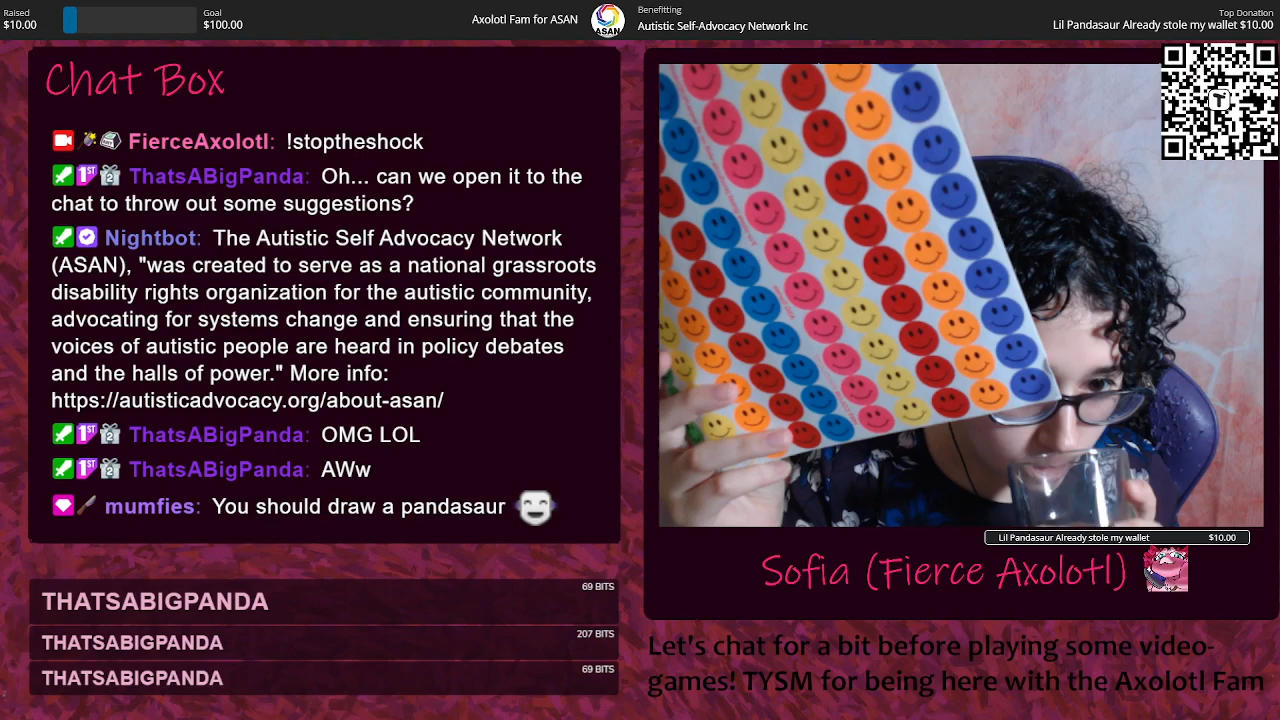 Raised
$10.00
Goal
$100.00
Axolotl Fam for ASAN
ASAN
Benefitting
Autistic Self-Advocacy Network Inc
Top Donation
Lil Pandasaur Already stole my wallet $10.00
Chat Box
FierceAxolotl: !stoptheshock
1ST 2 ThatsABigPanda: Oh... can we open it to the
chat to throw out some suggestions?
Nightbot: The Autistic Self Advocacy Network
(ASAN), "was created to serve as a national grassroots
disability rights organization for the autistic community,
advocating for systems change and ensuring that the
voices of autistic people are heard in policy debates
and the halls of power." More info:
https://autisticadvocacy.org/about-asan/
1ST 2 ThatsABigPanda: OMG LOL
1ST 2 ThatsABigPanda: AWw
mumfies: You should draw a pandasaur
THATSABIGPANDA 69 BITS
THATSABIGPANDA 207 BITS
THATSABIGPANDA 69 BITS
Lil Pandasaur Already stole my wallet $10.00
Sofia (Fierce Axolotl)
Let's chat for a bit before playing some video-
games! TYSM for being here with the Axolotl Fam